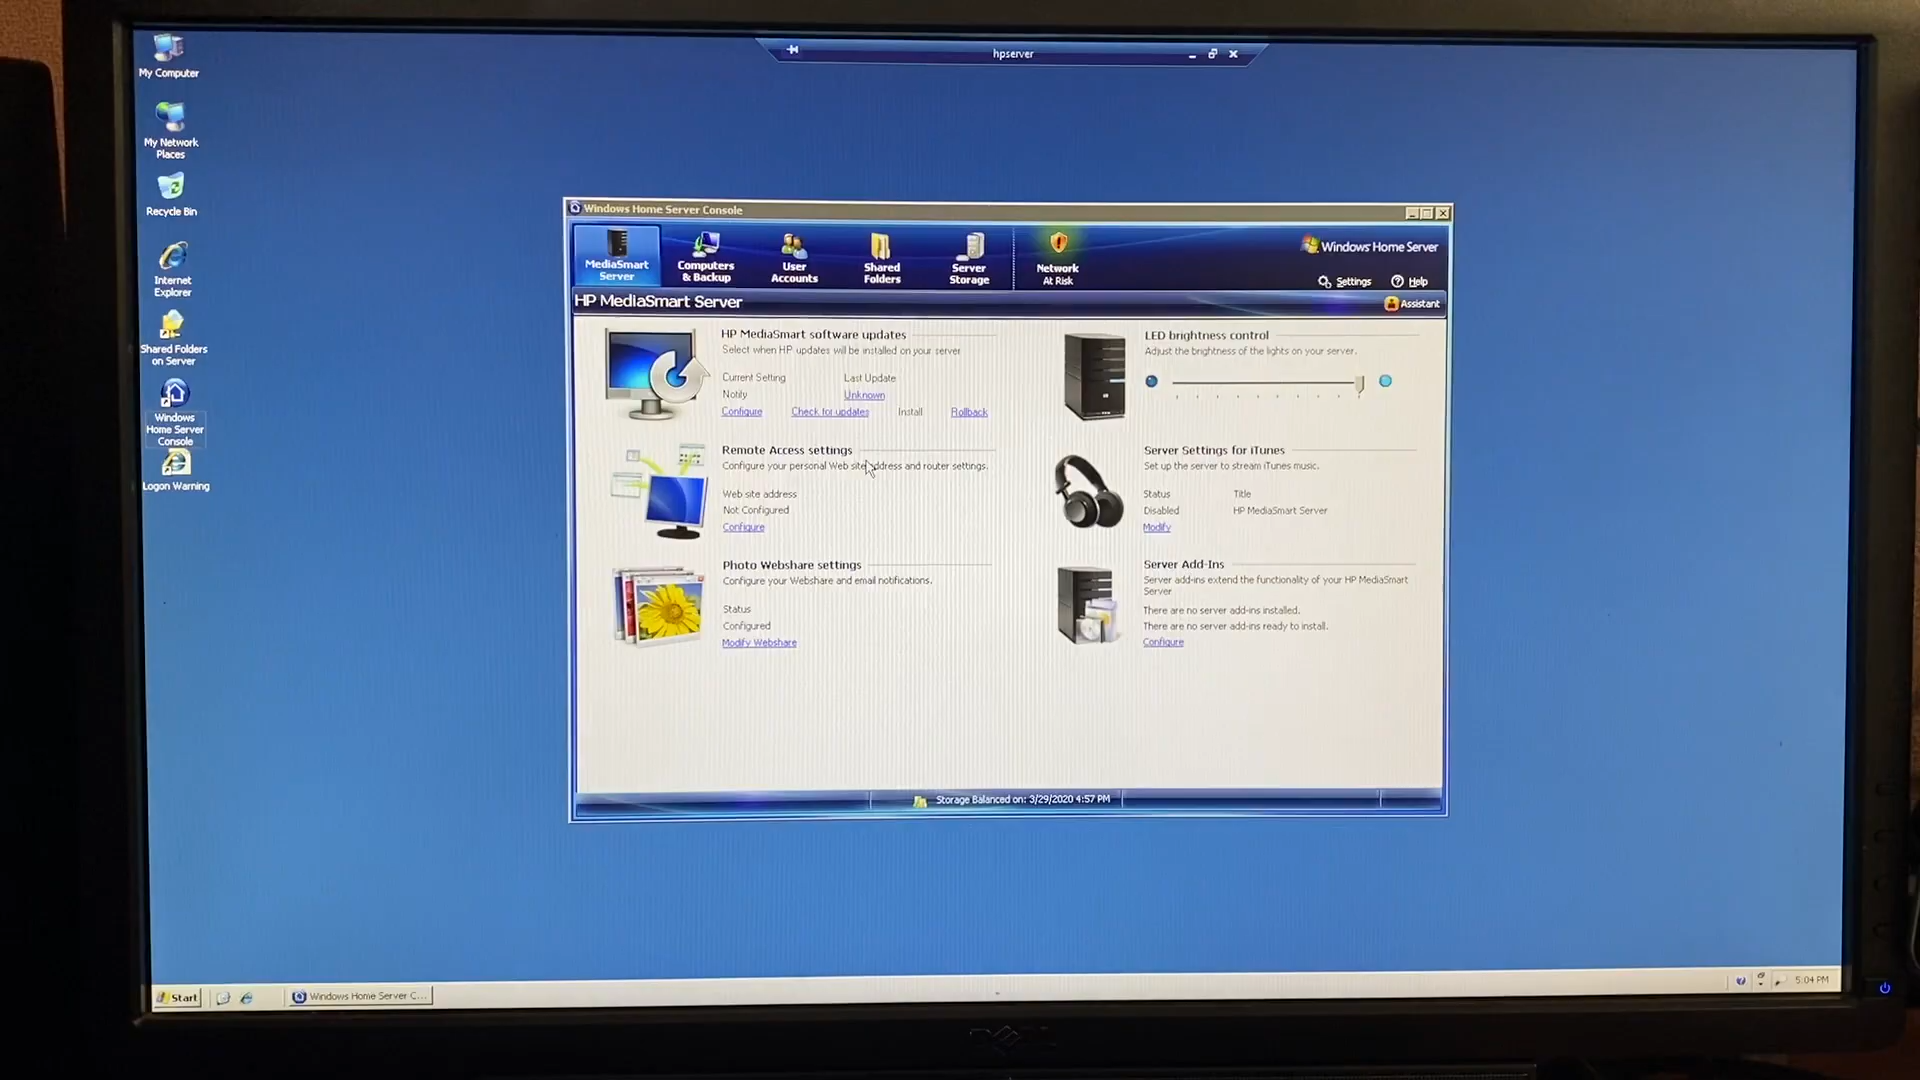 hpserver
My Computer
My Network
Places
Recycle Bin
Internet
Explorer
Shared Folders
on Server
Windows
Home Server
Console
Logon Warning
Windows Home Server Console
MediaSmart
Server
Computers
& Backup
User
Accounts
Shared
Folders
Server
Storage
Network
At Risk
Windows Home Server
Settings
Help
HP MediaSmart Server
Assistant
HP MediaSmart software updates
Select when HP updates will be installed on your server
Current Setting Last Update
Notify Unknown
Configure Check for updates Install Rollback
LED brightness control
Adjust the brightness of the lights on your server.
Remote Access settings
Configure your personal Web site address and router settings.
Web site address
Not Configured
Configure
Server Settings for iTunes
Set up the server to stream iTunes music.
Status Title
Disabled HP MediaSmart Server
Modify
Photo Webshare settings
Configure your Webshare and email notifications.
Status
Configured
Modify Webshare
Server Add-Ins
Server add-ins extend the functionality of your HP MediaSmart
Server
There are no server add-ins installed.
There are no server add-ins ready to install.
Configure
Storage Balanced on: 3/29/2020 4:57 PM
Start
Windows Home Server C...
5:04 PM
DELL